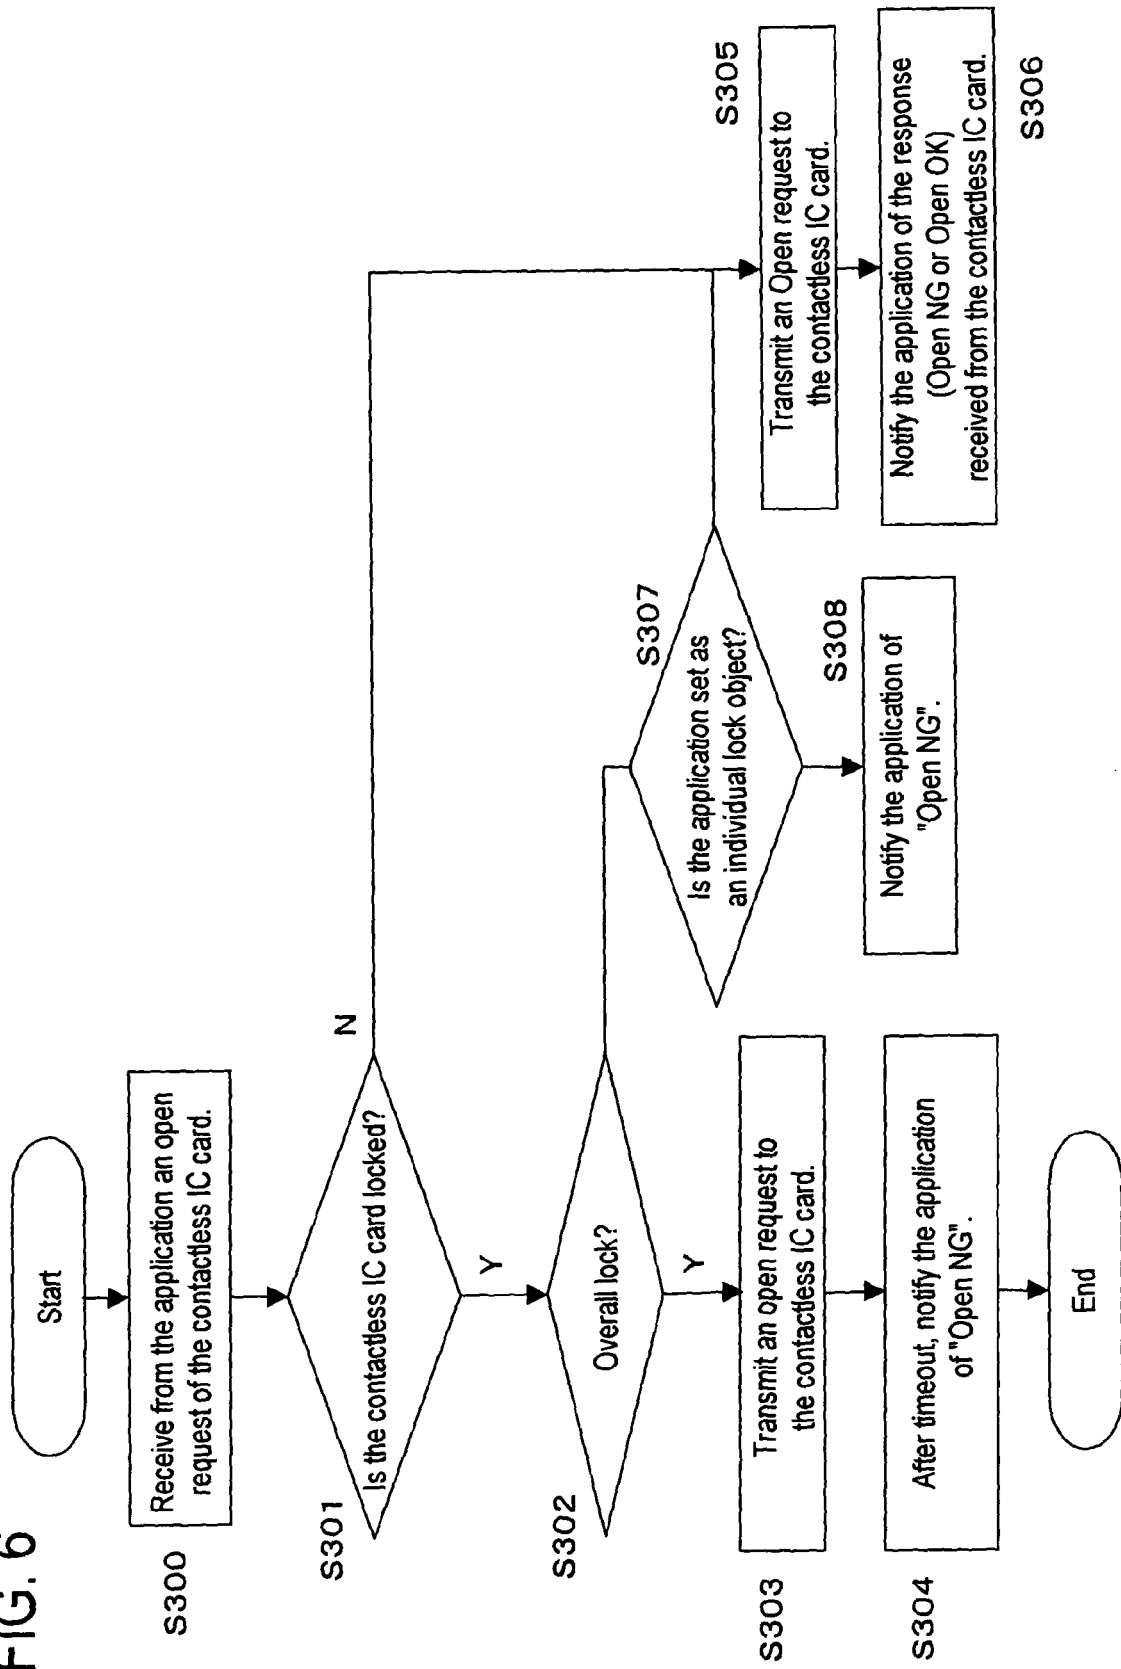 FIG. 6
Start
S300
Receive from the application an open
request of the contactless IC card.
S301
Is the contactless IC card locked?
N
Y
S302
Overall lock?
Y
S303
Transmit an open request to
the contactless IC card.
S304
After timeout, notify the application
of "Open NG".
End
S307
Is the application set as
an individual lock object?
S308
Notify the application of
"Open NG".
S305
Transmit an Open request to
the contactless IC card.
Notify the application of the response
(Open NG or Open OK)
received from the contactless IC card.
S306